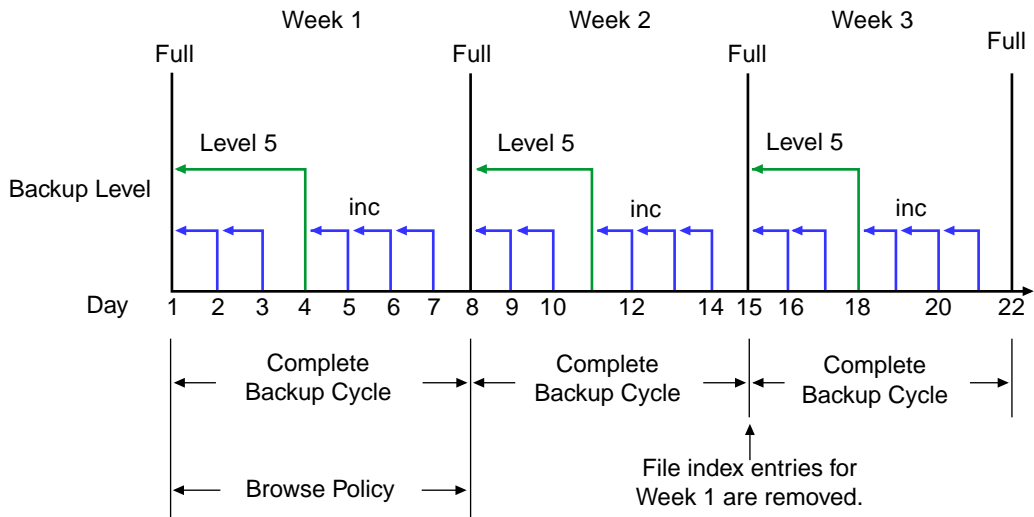 Week 1
Week 2
Week 3
Full
Full
Full
Full
Level 5
Level 5
Level 5
Backup Level
inc
inc
inc
Day
1
2
3
4
5
6
7
8
9
10
12
14
15
16
18
20
22
Complete
Backup Cycle
Complete
Backup Cycle
Complete
Backup Cycle
Browse Policy
File index entries for
Week 1 are removed.